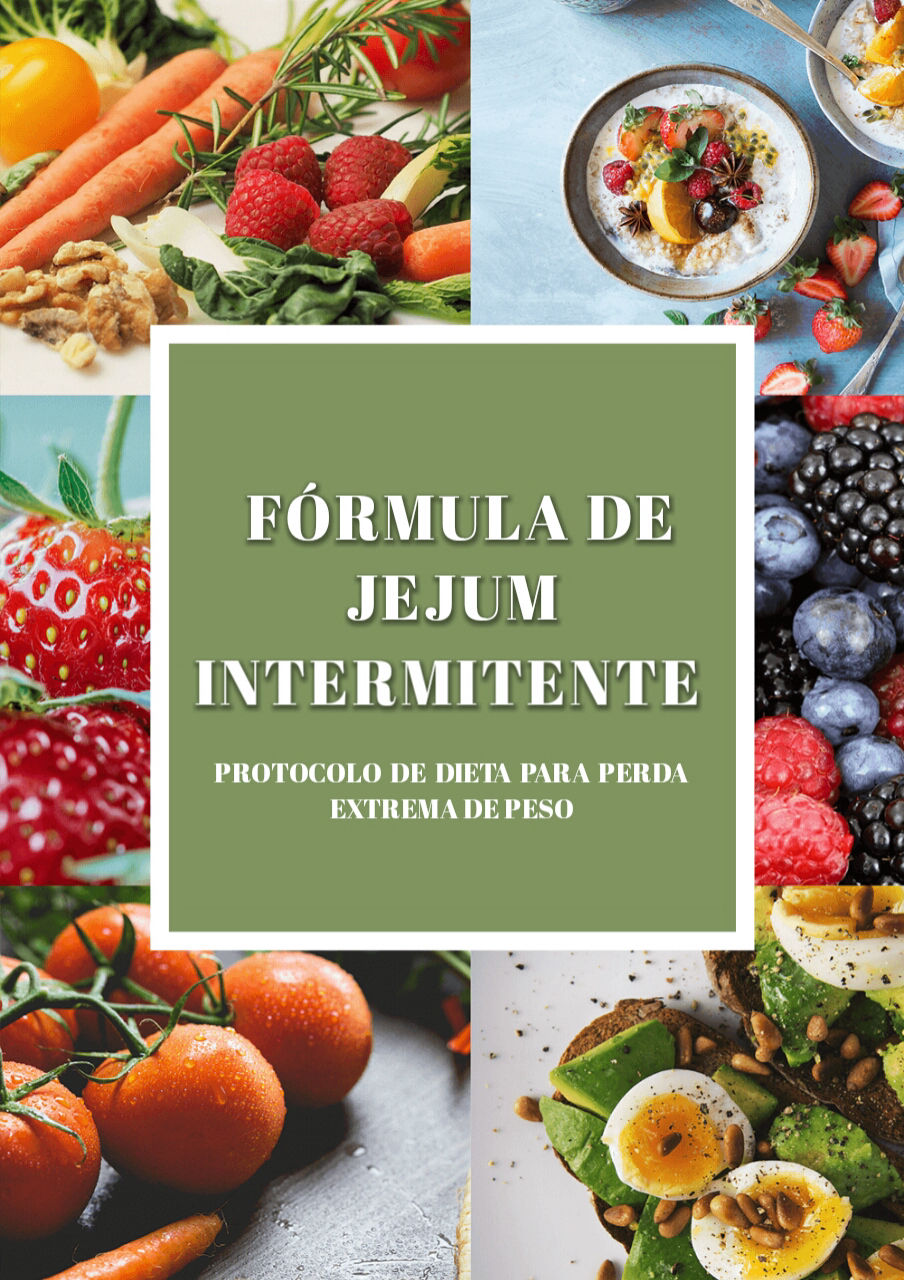 FÓRMULA DE
JEJUM
INTERMITENTE
PROTOCOLO DE DIETA PARA PERDA
EXTREMA DE PESO